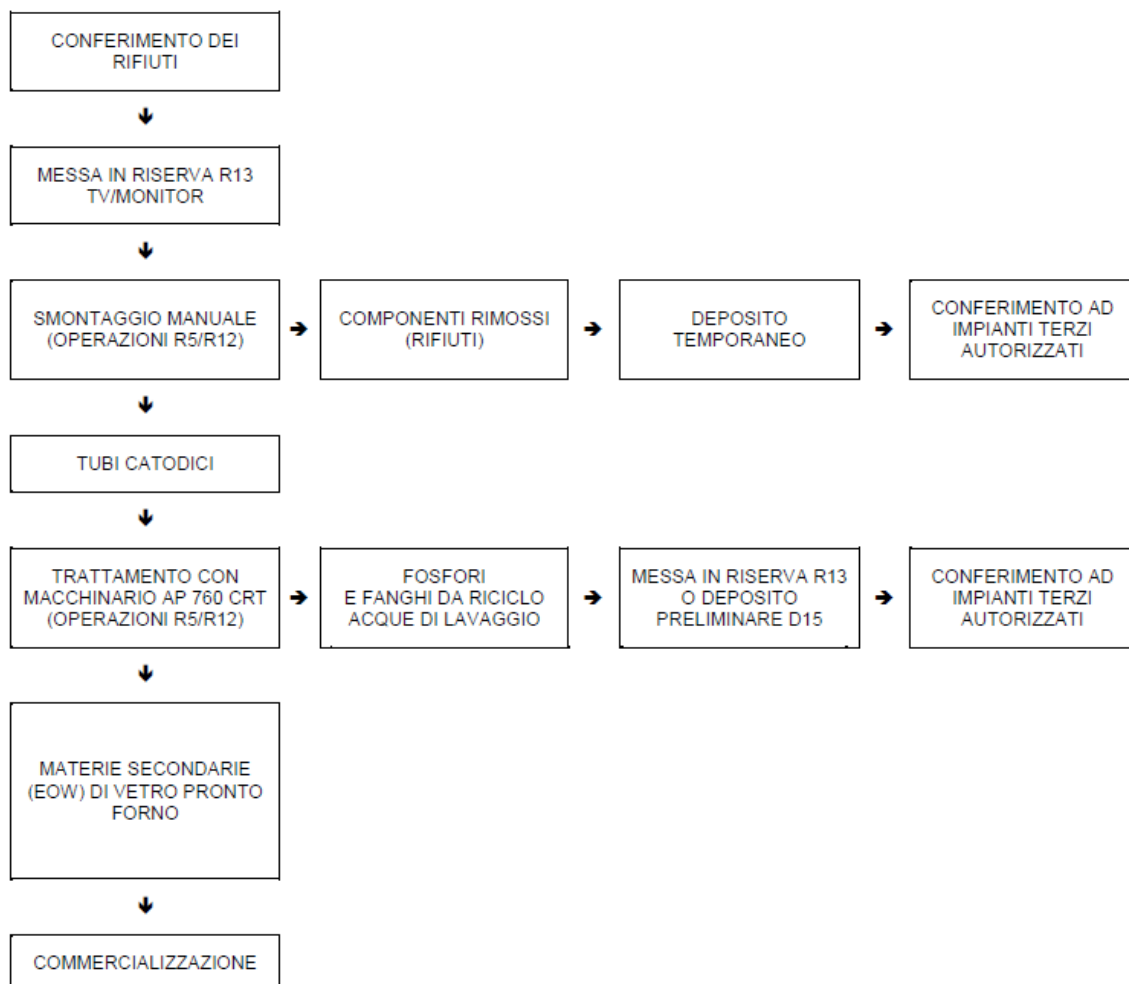 CONFERIMENTO DEI
RIFIUTI
MESSA IN RISERVA R13
TV/MONITOR
SMONTAGGIO MANUALE
(OPERAZIONI R5/R12)
COMPONENTI RIMOSSI
(RIFIUTI)
DEPOSITO
TEMPORANEO
CONFERIMENTO AD
IMPIANTI TERZI
AUTORIZZATI
TUBI CATODICI
TRATTAMENTO CON
MACCHINARIO AP 760 CRT
(OPERAZIONI R5/R12)
FOSFORI
E FANGHI DA RICICLO
ACQUE DI LAVAGGIO
MESSA IN RISERVA R13
O DEPOSITO
PRELIMINARE D15
CONFERIMENTO AD
IMPIANTI TERZI
AUTORIZZATI
MATERIE SECONDARIE
(EOW) DI VETRO PRONTO
FORNO
COMMERCIALIZZAZIONE